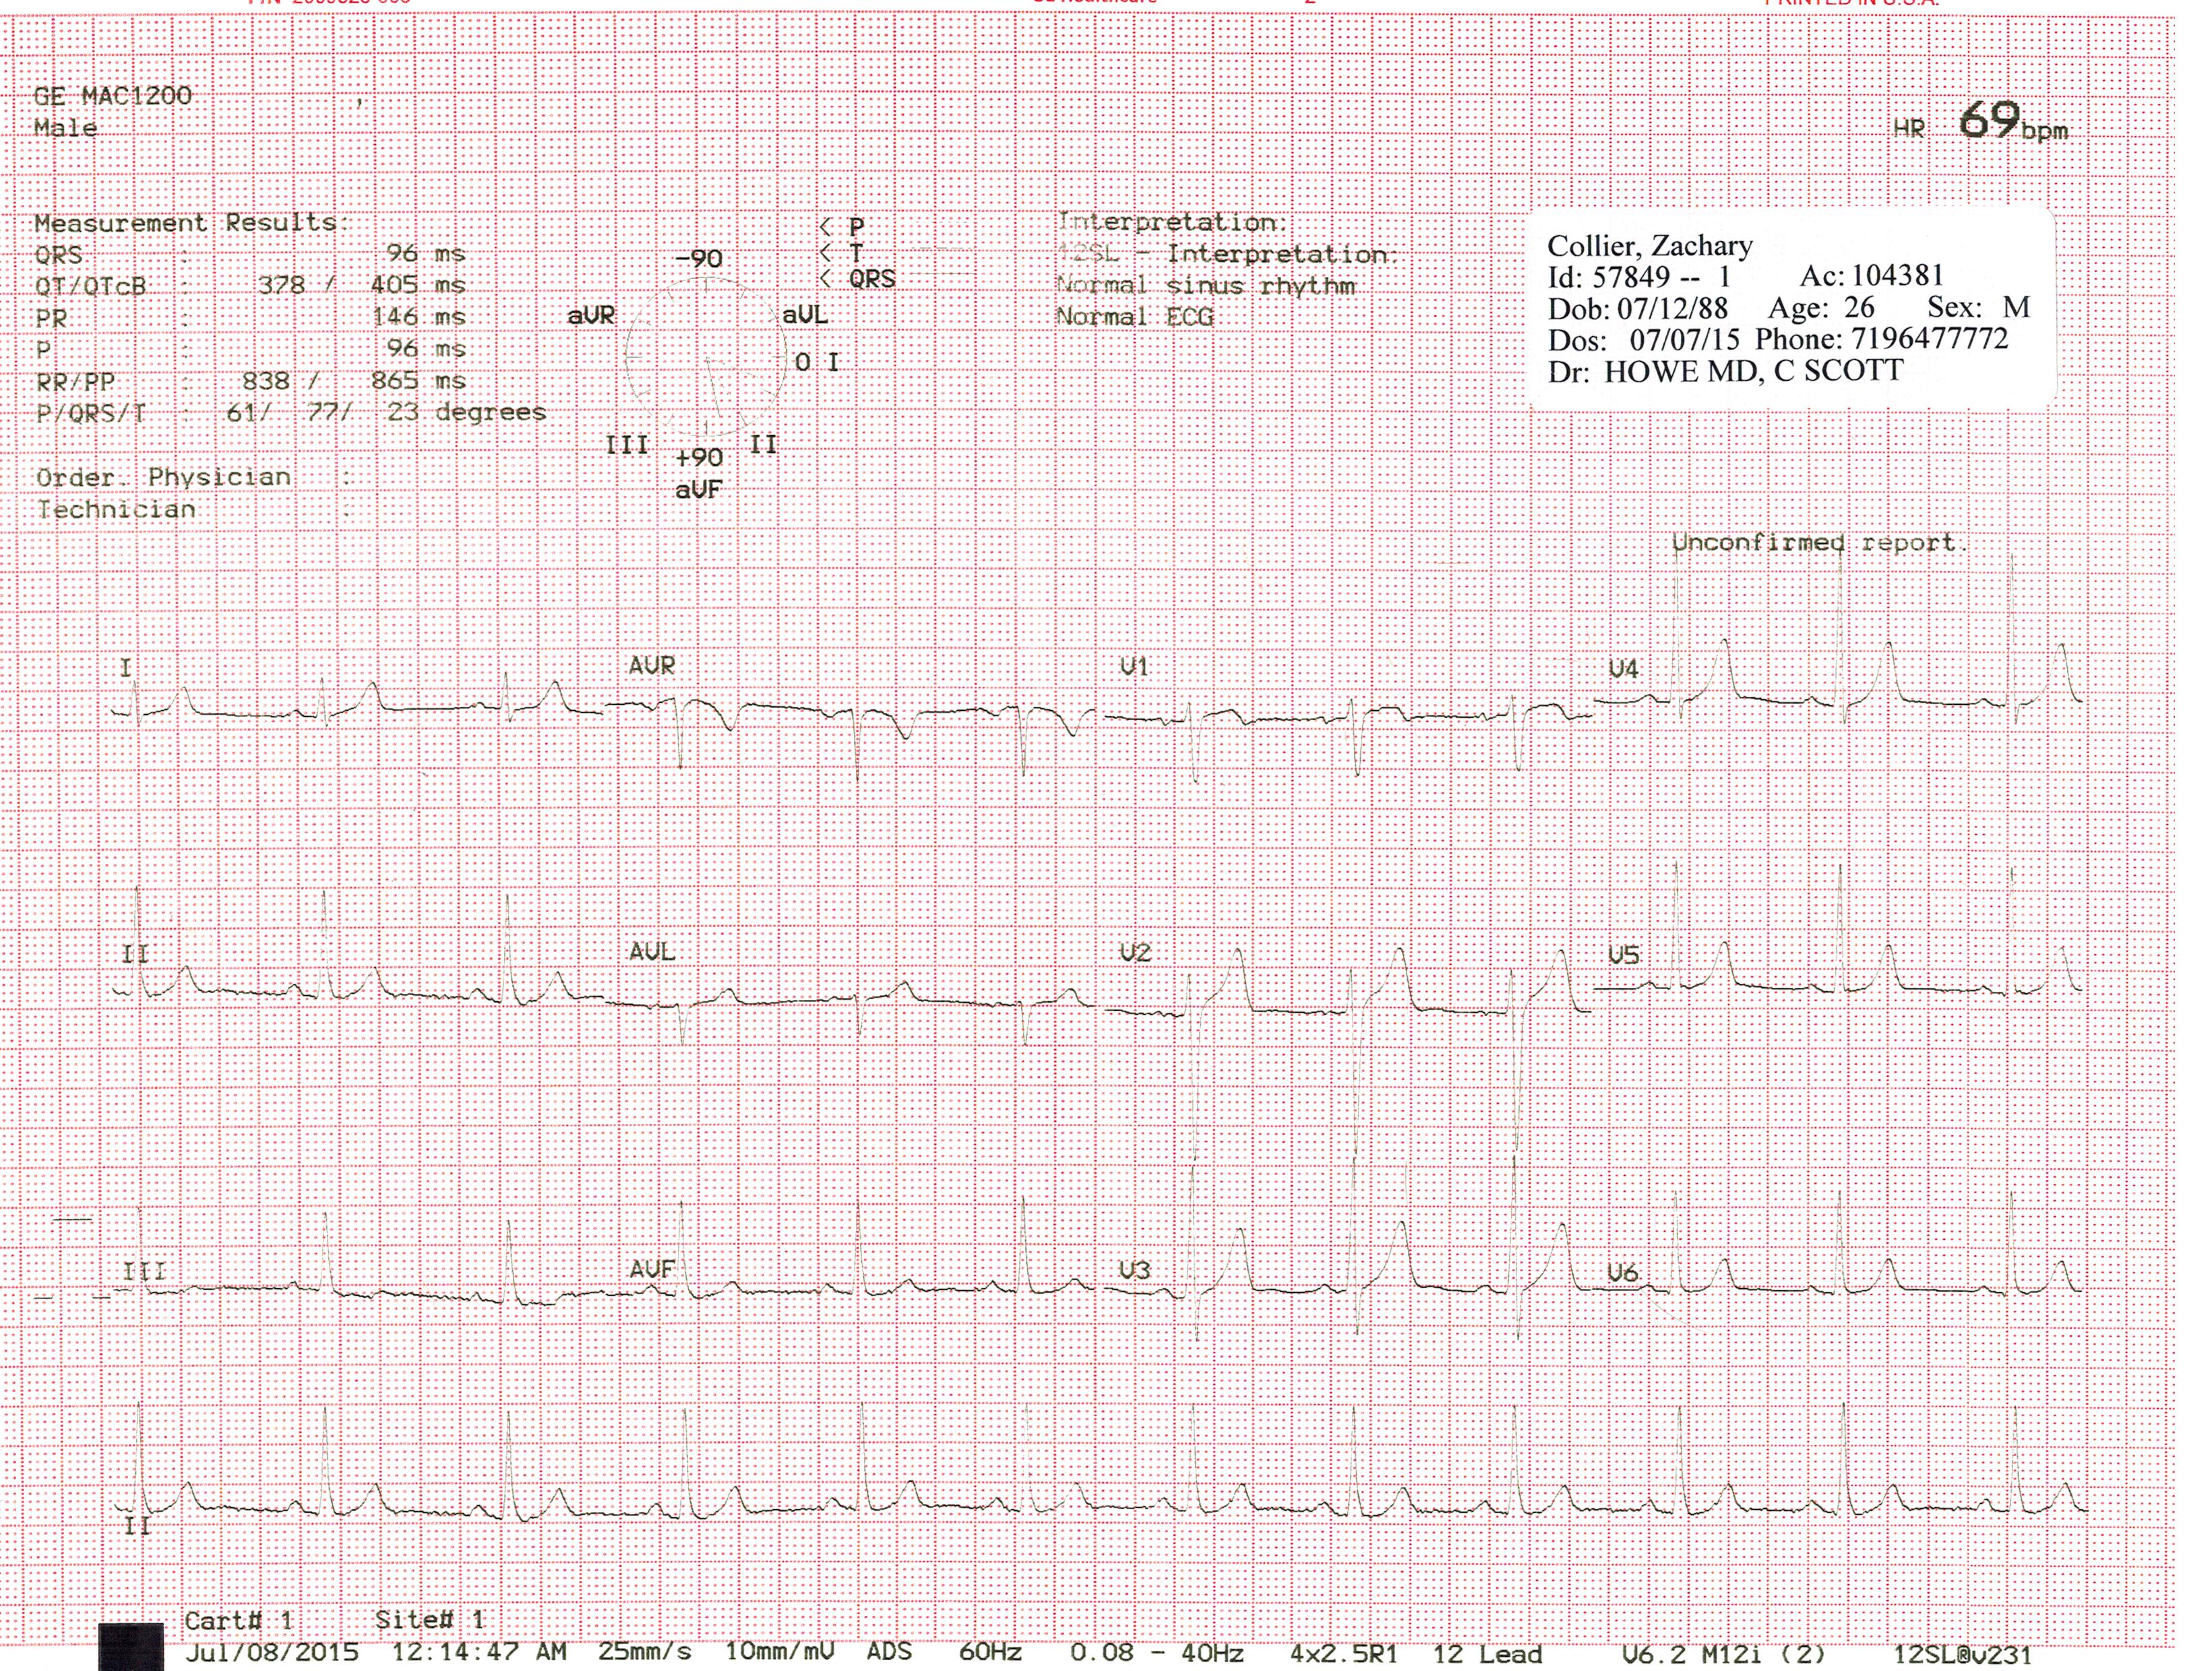 GE Healthcare
PRINTED IN U.S.A.
GE MAC1200
Male
HR 69bpm
Measurement Results:
QRS : 96 ms
QT/QTcB : 378 / 405 ms
PR : 146 ms
P : 96 ms
RR/PP : 838 / 865 ms
P/QRS/T : 61/ 77/ 23 degrees
Order. Physician :
Technician :
< P
< T
< QRS
-90
aVR
aVL
0 I
III
II
+90
aVF
Interpretation:
12SL - Interpretation:
Normal sinus rhythm
Normal ECG
Collier, Zachary
Id: 57849 -- 1 Ac: 104381
Dob: 07/12/88 Age: 26 Sex: M
Dos: 07/07/15 Phone: 7196477772
Dr: HOWE MD, C SCOTT
Unconfirmed report.
I AVR V1 V4
II AVL V2 V5
III AVF V3 V6
II
Cart# 1 Site# 1
Jul/08/2015 12:14:47 AM 25mm/s 10mm/mV ADS 60Hz 0.08 - 40Hz 4x2.5R1 12 Lead V6.2 M12i (2) 12SL@v231